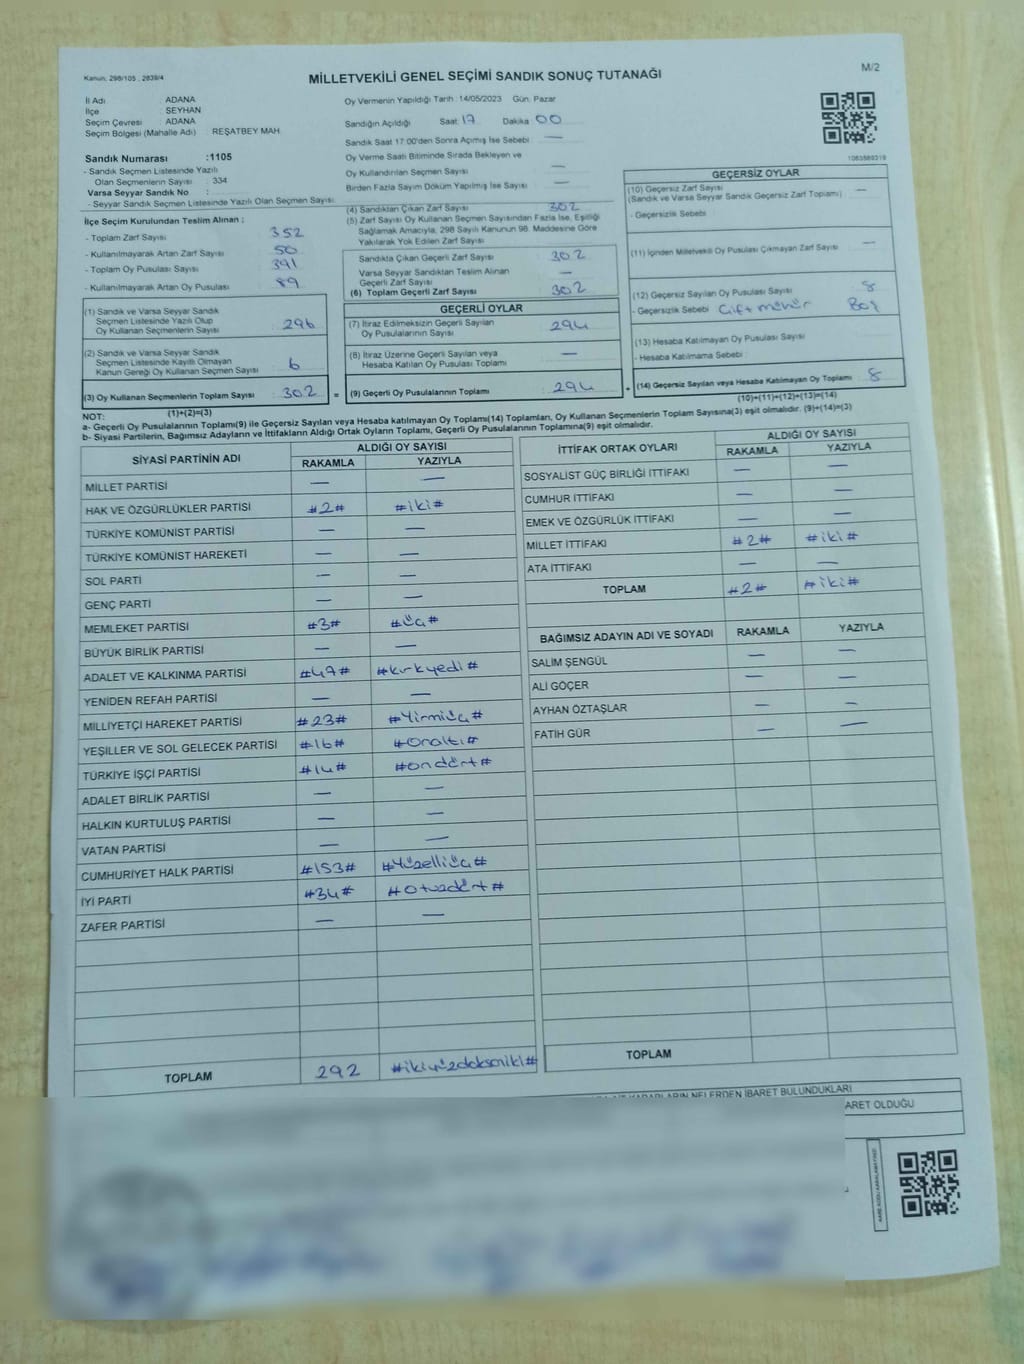 Kanun, 298/105 , 2839/4
MİLLETVEKİLİ GENEL SEÇİMİ SANDIK SONUÇ TUTANAĞI
M/2
İl Adı : ADANA
İlçe : SEYHAN
Seçim Çevresi : ADANA
Seçim Bölgesi (Mahalle Adı) : REŞATBEY MAH.
Sandık Numarası :1105
- Sandık Seçmen Listesinde Yazılı
Olan Seçmenlerin Sayısı : 334
Varsa Seyyar Sandık No :
- Seyyar Sandık Seçmen Listesinde Yazılı Olan Seçmen Sayısı:
Oy Vermenin Yapıldığı Tarih :14/05/2023 Gün: Pazar
Sandığın Açıldığı Saat 17 Dakika 00
Sandık Saat 17:00'den Sonra Açmış İse Sebebi —
Oy Verme Saati Bitiminde Sırada Bekleyen ve
Oy Kullandırılan Seçmen Sayısı —
Birden Fazla Sayım Döküm Yapılmış İse Sayısı —
1063589319
İlçe Seçim Kurulundan Teslim Alınan :
- Toplam Zarf Sayısı 352
- Kullanılmayarak Artan Zarf Sayısı 50
- Toplam Oy Pusulası Sayısı 391
- Kullanılmayarak Artan Oy Pusulası 89
(1) Sandık ve Varsa Seyyar Sandık
Seçmen Listesinde Yazılı Olup
Oy Kullanan Seçmenlerin Sayısı 296
(2) Sandık ve Varsa Seyyar Sandık
Seçmen Listesinde Kayıtlı Olmayan
Kanun Gereği Oy Kullanan Seçmen Sayısı 6
(3) Oy Kullanan Seçmenlerin Toplam Sayısı 302
(1)+(2)=(3)
(4) Sandıktan Çıkan Zarf Sayısı 302
(5) Zarf Sayısı Oy Kullanan Seçmen Sayısından Fazla İse, Eşitliği
Sağlamak Amacıyla, 298 Sayılı Kanunun 98. Maddesine Göre
Yakılarak Yok Edilen Zarf Sayısı
Sandıkta Çıkan Geçerli Zarf Sayısı 302
Varsa Seyyar Sandıktan Teslim Alınan
Geçerli Zarf Sayısı —
(6) Toplam Geçerli Zarf Sayısı 302
GEÇERLİ OYLAR
(7) İtiraz Edilmeksizin Geçerli Sayılan
Oy Pusulalarının Sayısı 294
(8) İtiraz Üzerine Geçerli Sayılan veya
Hesaba Katılan Oy Pusulası Toplamı —
= (9) Geçerli Oy Pusulalarının Toplamı 294
GEÇERSİZ OYLAR
(10) Geçersiz Zarf Sayısı
(Sandık ve Varsa Seyyar Sandık Geçersiz Zarf Toplamı) —
- Geçersizlik Sebebi :
(11) İçinden Milletvekili Oy Pusulası Çıkmayan Zarf Sayısı —
(12) Geçersiz Sayılan Oy Pusulası Sayısı 8
- Geçersizlik Sebebi Çift mühür Boş
(13) Hesaba Katılmayan Oy Pusulası Sayısı
- Hesaba Katılmama Sebebi :
+ (14) Geçersiz Sayılan veya Hesaba Katılmayan Oy Toplamı 8
(10)+(11)+(12)+(13)=(14)
NOT:
a- Geçerli Oy Pusulalarının Toplamı(9) ile Geçersiz Sayılan veya Hesaba katılmayan Oy Toplamı(14) Toplamları, Oy Kullanan Seçmenlerin Toplam Sayısına(3) eşit olmalıdır. (9)+(14)=(3)
b- Siyasi Partilerin, Bağımsız Adayların ve İttifakların Aldığı Ortak Oyların Toplamı, Geçerli Oy Pusulalarının Toplamına(9) eşit olmalıdır.
SİYASİ PARTİNİN ADI ALDIĞI OY SAYISI
RAKAMLA YAZIYLA
MİLLET PARTİSİ — —
HAK VE ÖZGÜRLÜKLER PARTİSİ #2# #iki#
TÜRKİYE KOMÜNİST PARTİSİ — —
TÜRKİYE KOMÜNİST HAREKETİ — —
SOL PARTİ — —
GENÇ PARTİ — —
MEMLEKET PARTİSİ #3# #üç#
BÜYÜK BİRLİK PARTİSİ — —
ADALET VE KALKINMA PARTİSİ #47# #kırkyedi#
YENİDEN REFAH PARTİSİ — —
MİLLİYETÇİ HAREKET PARTİSİ #23# #Yirmiüç#
YEŞİLLER VE SOL GELECEK PARTİSİ #16# #Onaltı#
TÜRKİYE İŞÇİ PARTİSİ #14# #ondört#
ADALET BİRLİK PARTİSİ — —
HALKIN KURTULUŞ PARTİSİ — —
VATAN PARTİSİ — —
CUMHURİYET HALK PARTİSİ #153# #Yüzelliüç#
İYİ PARTİ #34# #Otuzdört#
ZAFER PARTİSİ — —
TOPLAM 292 #ikiyüzdoksaniki#
İTTİFAK ORTAK OYLARI ALDIĞI OY SAYISI
RAKAMLA YAZIYLA
SOSYALİST GÜÇ BİRLİĞİ İTTİFAKI — —
CUMHUR İTTİFAKI — —
EMEK VE ÖZGÜRLÜK İTTİFAKI — —
MİLLET İTTİFAKI #2# #iki#
ATA İTTİFAKI — —
TOPLAM #2# #iki#
BAĞIMSIZ ADAYIN ADI VE SOYADI RAKAMLA YAZIYLA
SALİM ŞENGÜL — —
ALİ GÖÇER — —
AYHAN ÖZTAŞLAR — —
FATİH GÜR — —
TOPLAM
KARARLARIN NELERDEN İBARET BULUNDUKLARI
ARET OLDUĞU